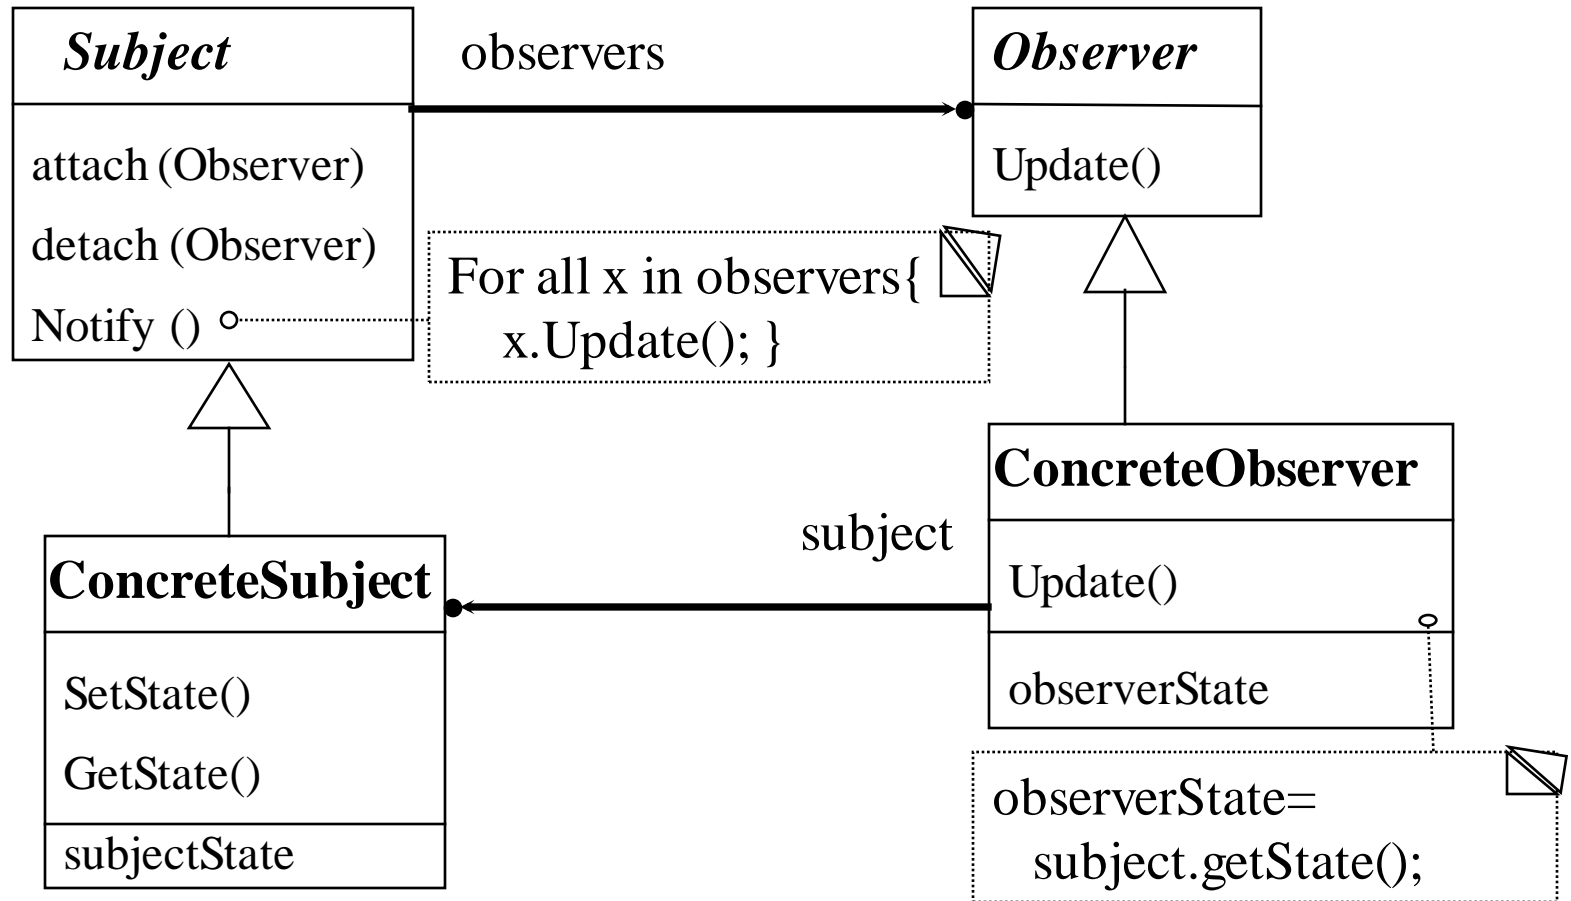 Subject
observers
Observer
attach (Observer)
detach (Observer)
Notify ()
Update()
For all x in observers{
x.Update(); }
ConcreteObserver
subject
Update()
observerState
ConcreteSubject
SetState()
GetState()
subjectState
observerState=
subject.getState();